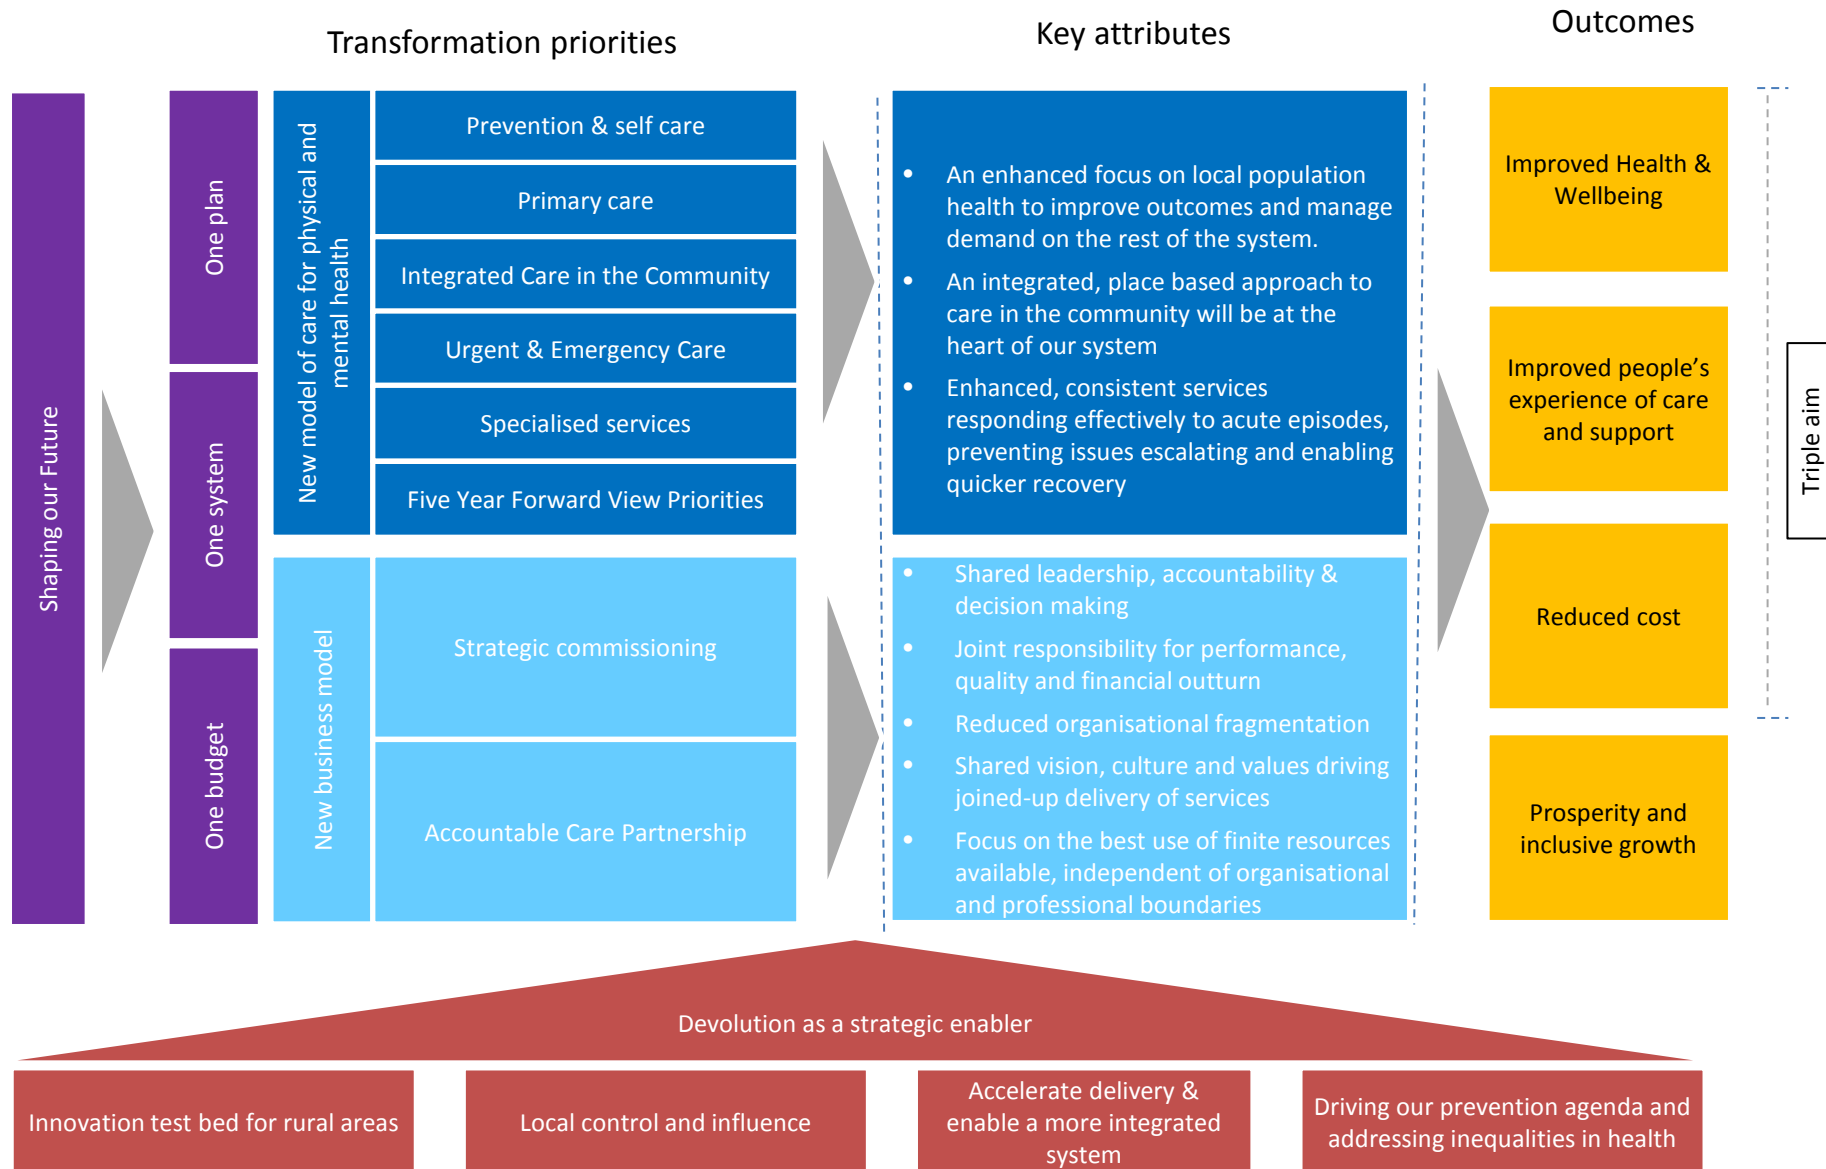 Transformation priorities
Key attributes
Outcomes
Shaping our Future
One plan
One system
One budget
New model of care for physical and
mental health
Prevention & self care
Primary care
Integrated Care in the Community
Urgent & Emergency Care
Specialised services
Five Year Forward View Priorities
New business model
Strategic commissioning
Accountable Care Partnership
• An enhanced focus on local population
health to improve outcomes and manage
demand on the rest of the system.
• An integrated, place based approach to
care in the community will be at the
heart of our system
• Enhanced, consistent services
responding effectively to acute episodes,
preventing issues escalating and enabling
quicker recovery
• Shared leadership, accountability &
decision making
• Joint responsibility for performance,
quality and financial outturn
• Reduced organisational fragmentation
• Shared vision, culture and values driving
joined-up delivery of services
• Focus on the best use of finite resources
available, independent of organisational
and professional boundaries
Improved Health &
Wellbeing
Improved people’s
experience of care
and support
Reduced cost
Prosperity and
inclusive growth
Triple aim
Devolution as a strategic enabler
Innovation test bed for rural areas
Local control and influence
Accelerate delivery &
enable a more integrated
system
Driving our prevention agenda and
addressing inequalities in health